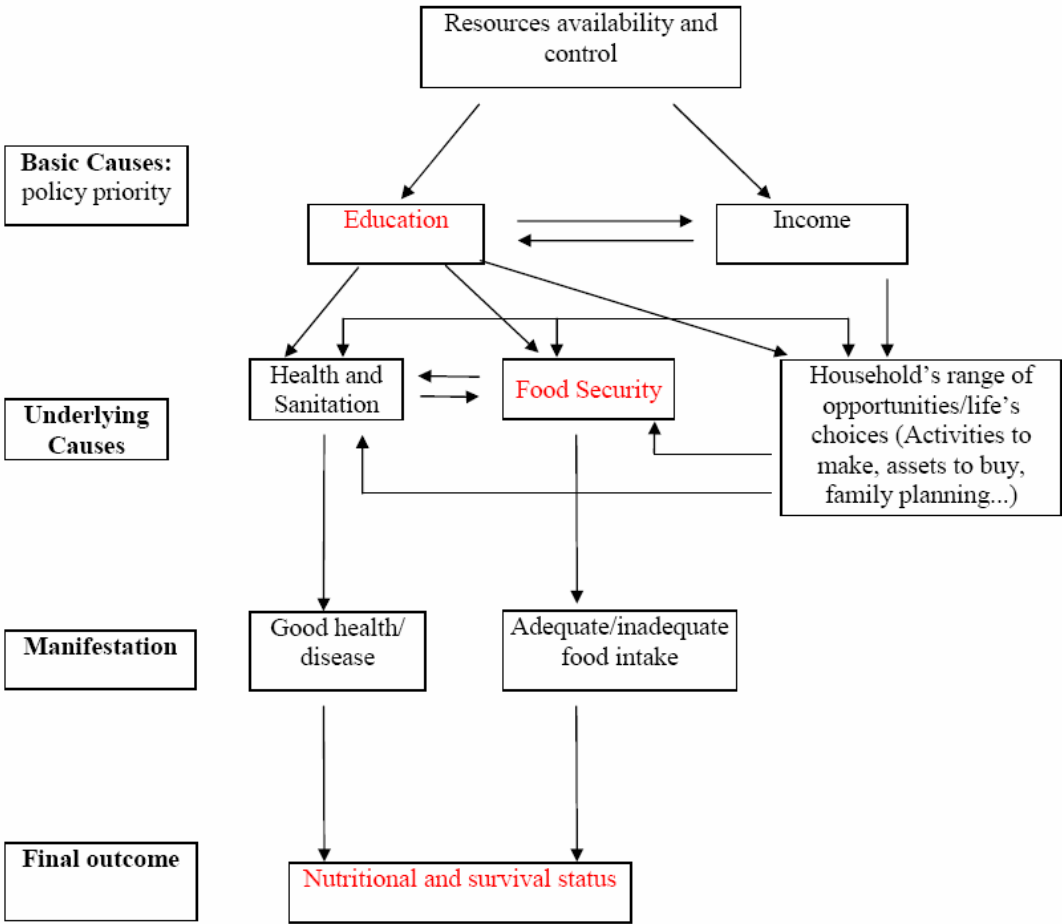 Resources availability and
control
Basic Causes:
policy priority
Education
Income
Health and
Sanitation
Food Security
Household’s range of
opportunities/life’s
choices (Activities to
make, assets to buy,
family planning...)
Underlying
Causes
Manifestation
Good health/
disease
Adequate/inadequate
food intake
Final outcome
Nutritional and survival status